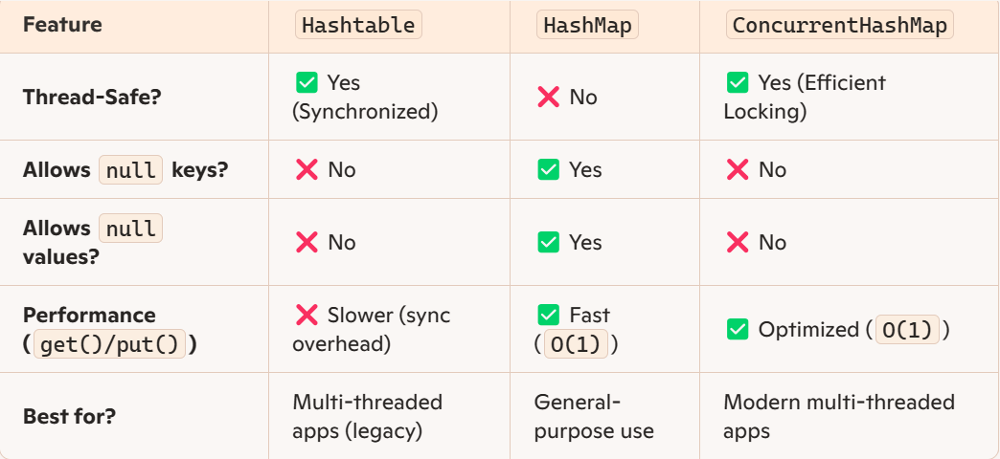 Feature Hashtable HashMap ConcurrentHashMap
Thread-Safe? ✅ Yes (Synchronized) ❌ No ✅ Yes (Efficient Locking)
Allows null keys? ❌ No ✅ Yes ❌ No
Allows null values? ❌ No ✅ Yes ❌ No
Performance (get()/put()) ❌ Slower (sync overhead) ✅ Fast (O(1)) ✅ Optimized (O(1))
Best for? Multi-threaded apps (legacy) General-purpose use Modern multi-threaded apps